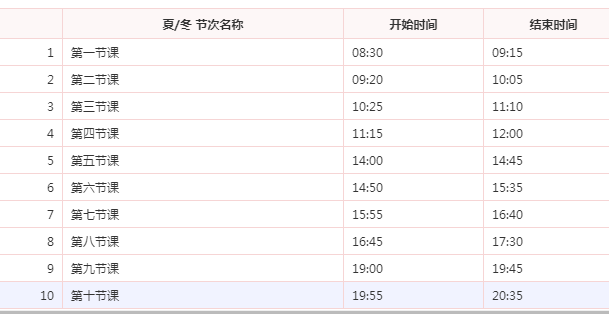 夏/冬 节次名称 开始时间 结束时间
1 第一节课 08:30 09:15
2 第二节课 09:20 10:05
3 第三节课 10:25 11:10
4 第四节课 11:15 12:00
5 第五节课 14:00 14:45
6 第六节课 14:50 15:35
7 第七节课 15:55 16:40
8 第八节课 16:45 17:30
9 第九节课 19:00 19:45
10 第十节课 19:55 20:35